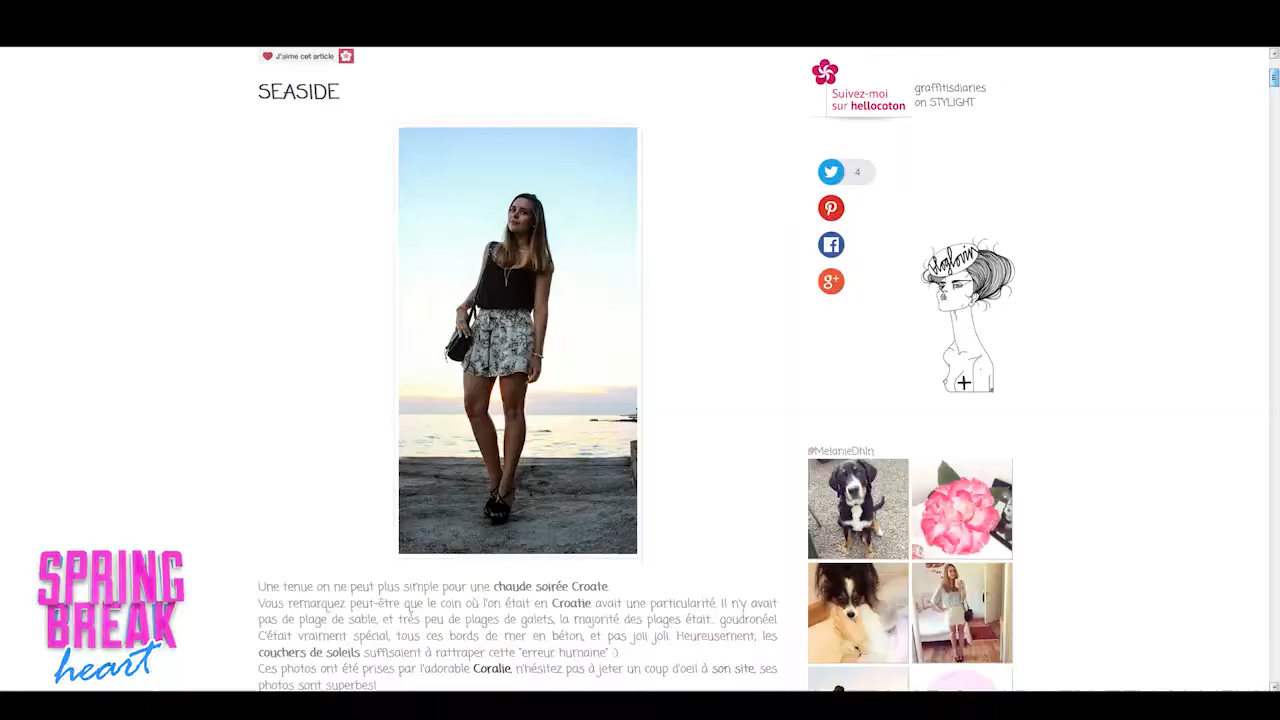 J'aime cet article
SEASIDE
Suivez-moi
sur hellocoton
graffitisdiaries
on STYLIGHT
4
g+
bloglovin
+
@MelanieDhln
SPRING
BREAK
heart
Une tenue on ne peut plus simple pour une chaude soirée Croate.
Vous remarquez peut-être que le coin où l'on était en Croatie avait une particularité. Il n'y avait
pas de plage de sable, et très peu de plages de galets, la majorité des plages était... goudronée!
C'était vraiment spécial, tous ces bords de mer en béton, et pas joli joli. Heureusement, les
couchers de soleils suffisaient à rattraper cette "erreur humaine" :)
Ces photos ont été prises par l'adorable Coralie, n'hésitez pas à jeter un coup d'oeil à son site, ses
photos sont superbes!